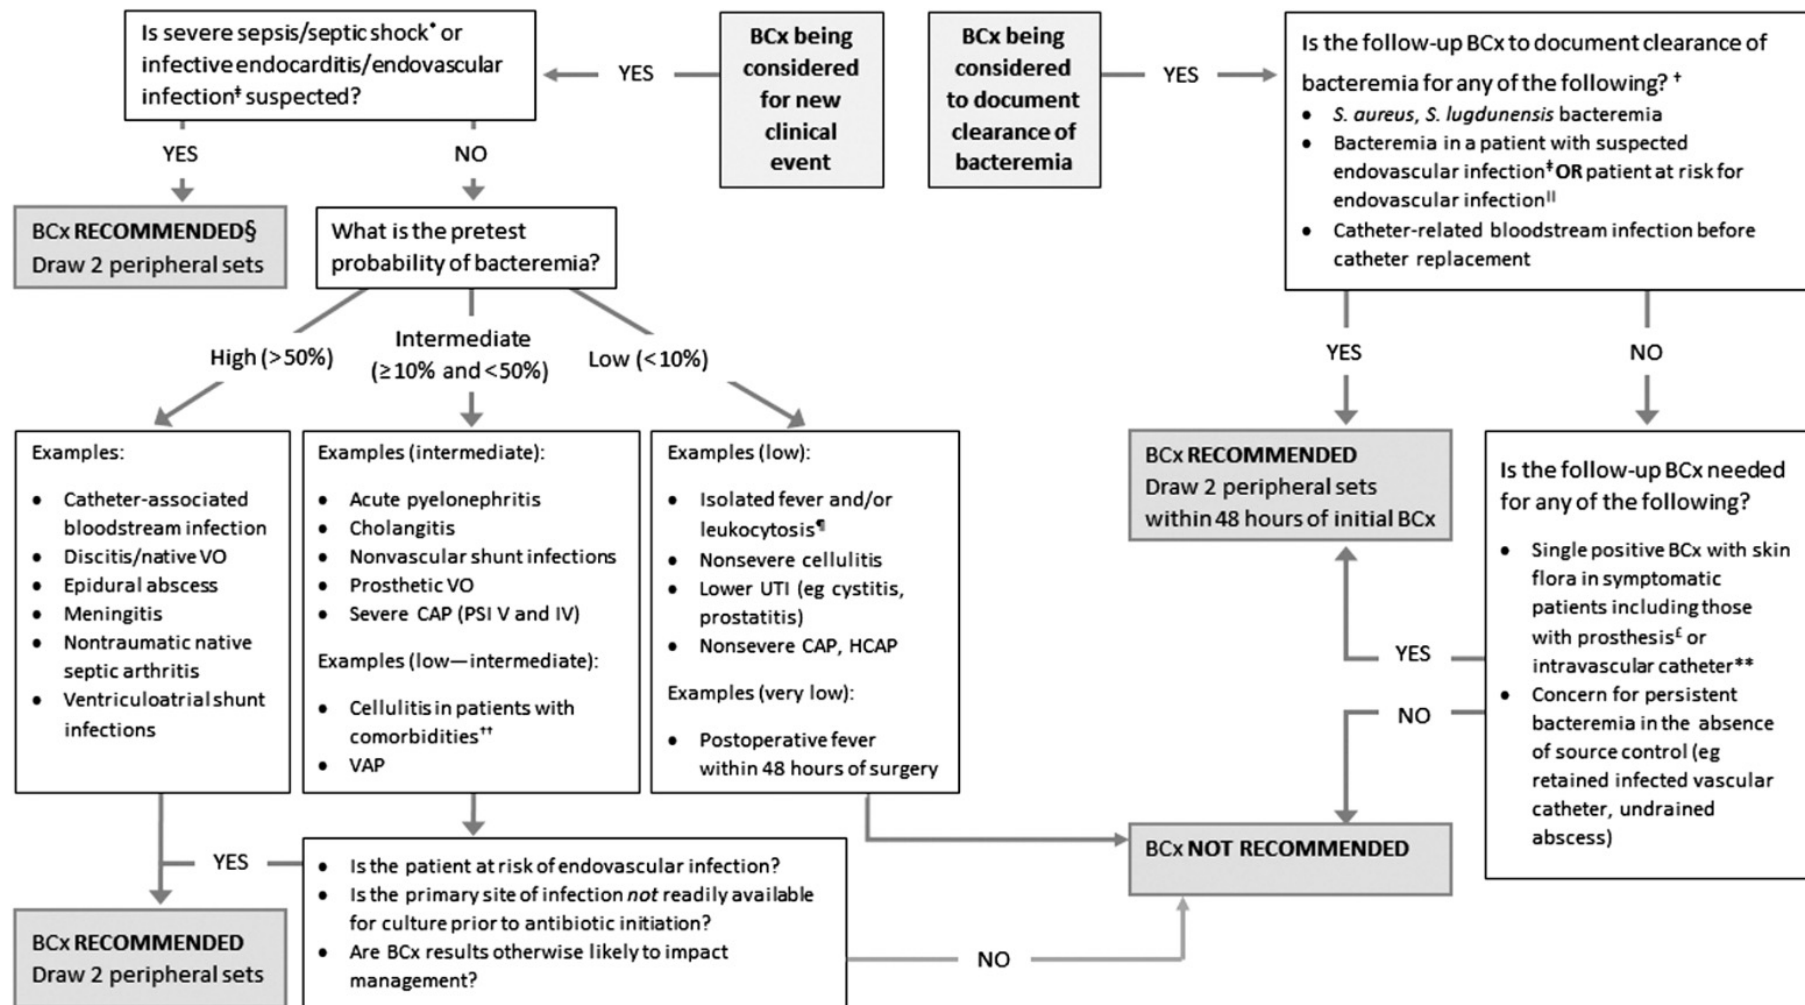 Is severe sepsis/septic shock* or
infective endocarditis/endovascular
infection‡ suspected?
YES
BCx being
considered
for new
clinical
event
BCx being
considered
to document
clearance of
bacteremia
YES
Is the follow-up BCx to document clearance of
bacteremia for any of the following? †
• S. aureus, S. lugdunensis bacteremia
• Bacteremia in a patient with suspected
endovascular infection‡ OR patient at risk for
endovascular infection||
• Catheter-related bloodstream infection before
catheter replacement
YES
NO
BCx RECOMMENDED§
Draw 2 peripheral sets
What is the pretest
probability of bacteremia?
High (>50%)
Intermediate
(≥10% and <50%)
Low (<10%)
Examples:
• Catheter-associated
bloodstream infection
• Discitis/native VO
• Epidural abscess
• Meningitis
• Nontraumatic native
septic arthritis
• Ventriculoatrial shunt
infections
Examples (intermediate):
• Acute pyelonephritis
• Cholangitis
• Nonvascular shunt infections
• Prosthetic VO
• Severe CAP (PSI V and IV)
Examples (low—intermediate):
• Cellulitis in patients with
comorbidities††
• VAP
Examples (low):
• Isolated fever and/or
leukocytosis¶
• Nonsevere cellulitis
• Lower UTI (eg cystitis,
prostatitis)
• Nonsevere CAP, HCAP
Examples (very low):
• Postoperative fever
within 48 hours of surgery
YES
NO
BCx RECOMMENDED
Draw 2 peripheral sets
within 48 hours of initial BCx
Is the follow-up BCx needed
for any of the following?
• Single positive BCx with skin
flora in symptomatic
patients including those
with prosthesis£ or
intravascular catheter**
• Concern for persistent
bacteremia in the absence
of source control (eg
retained infected vascular
catheter, undrained
abscess)
YES
NO
BCx NOT RECOMMENDED
YES
• Is the patient at risk of endovascular infection?
• Is the primary site of infection not readily available
for culture prior to antibiotic initiation?
• Are BCx results otherwise likely to impact
management?
NO
BCx RECOMMENDED
Draw 2 peripheral sets